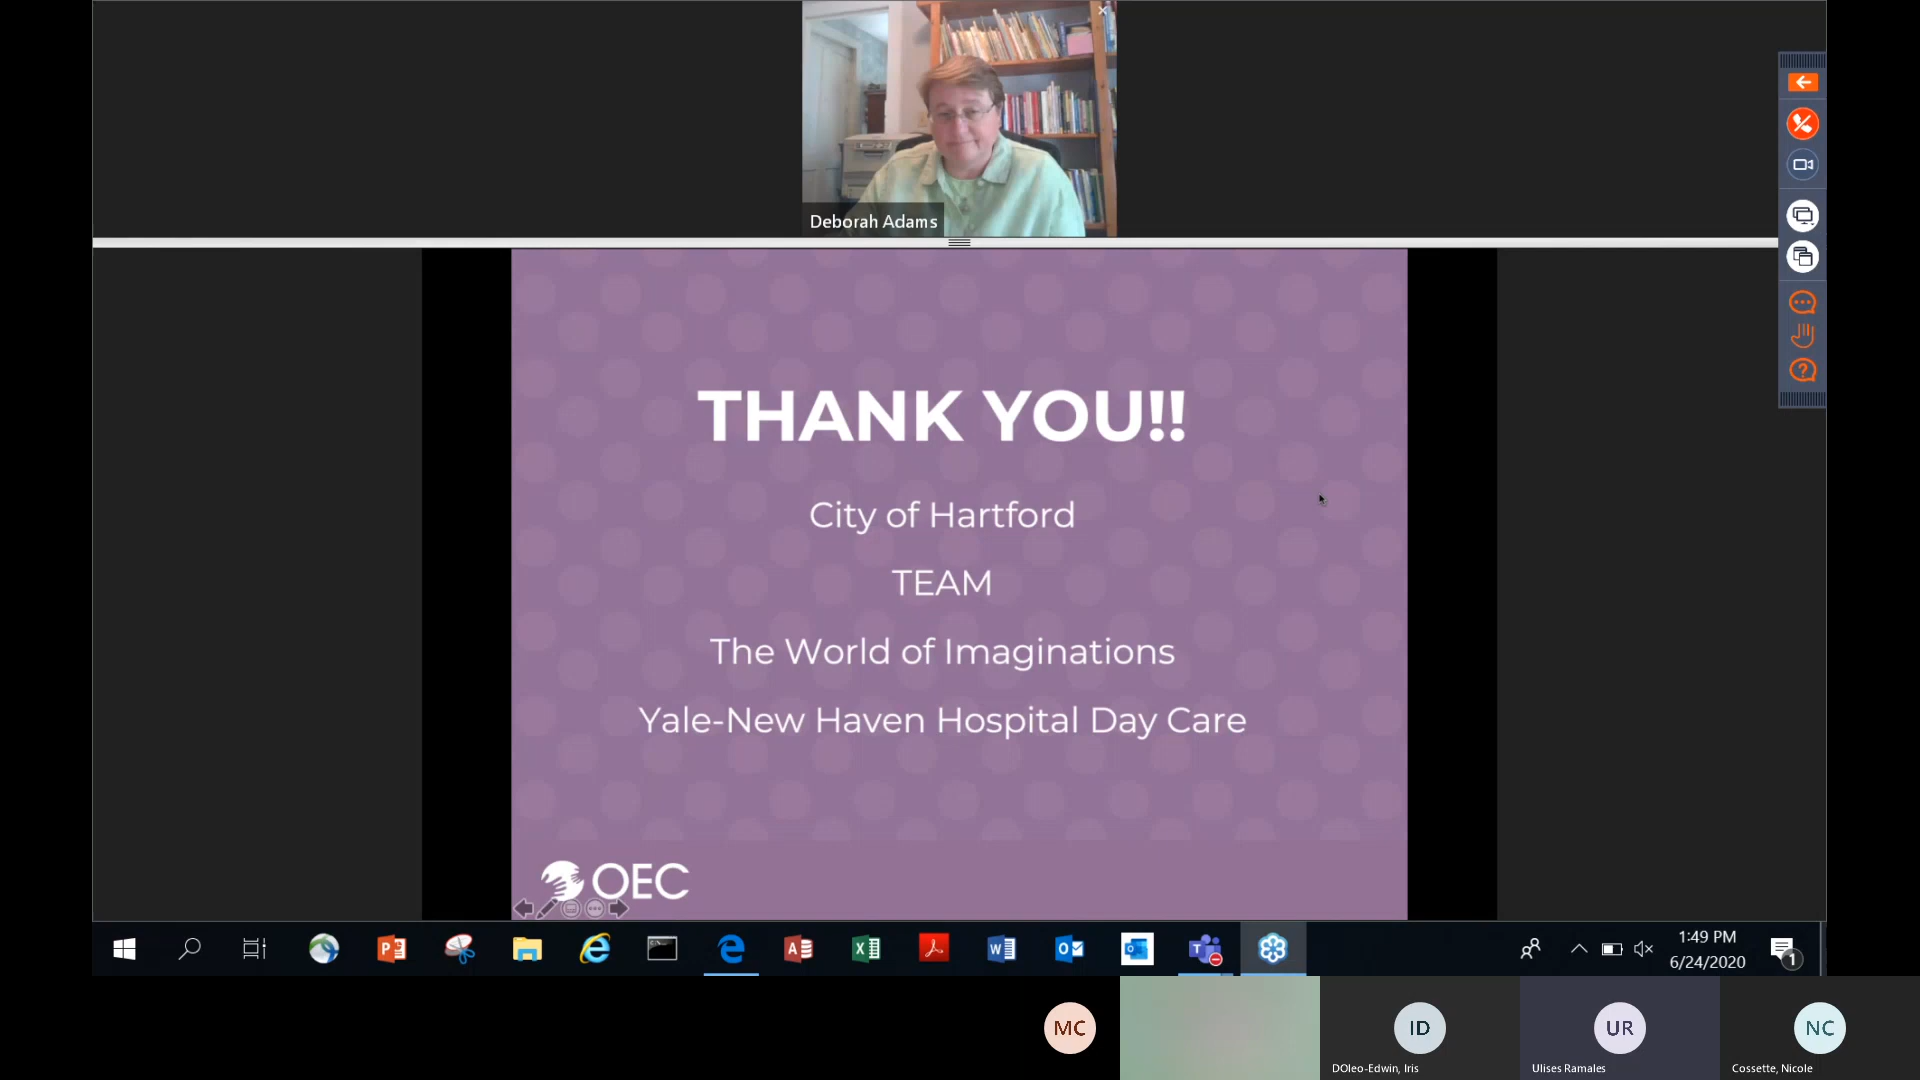 Deborah Adams
THANK YOU!!
City of Hartford
TEAM
The World of Imaginations
Yale-New Haven Hospital Day Care
OEC
1:49 PM
6/24/2020
1
MC
ID
UR
NC
DOleo-Edwin, Iris
Ulises Ramales
Cossette, Nicole